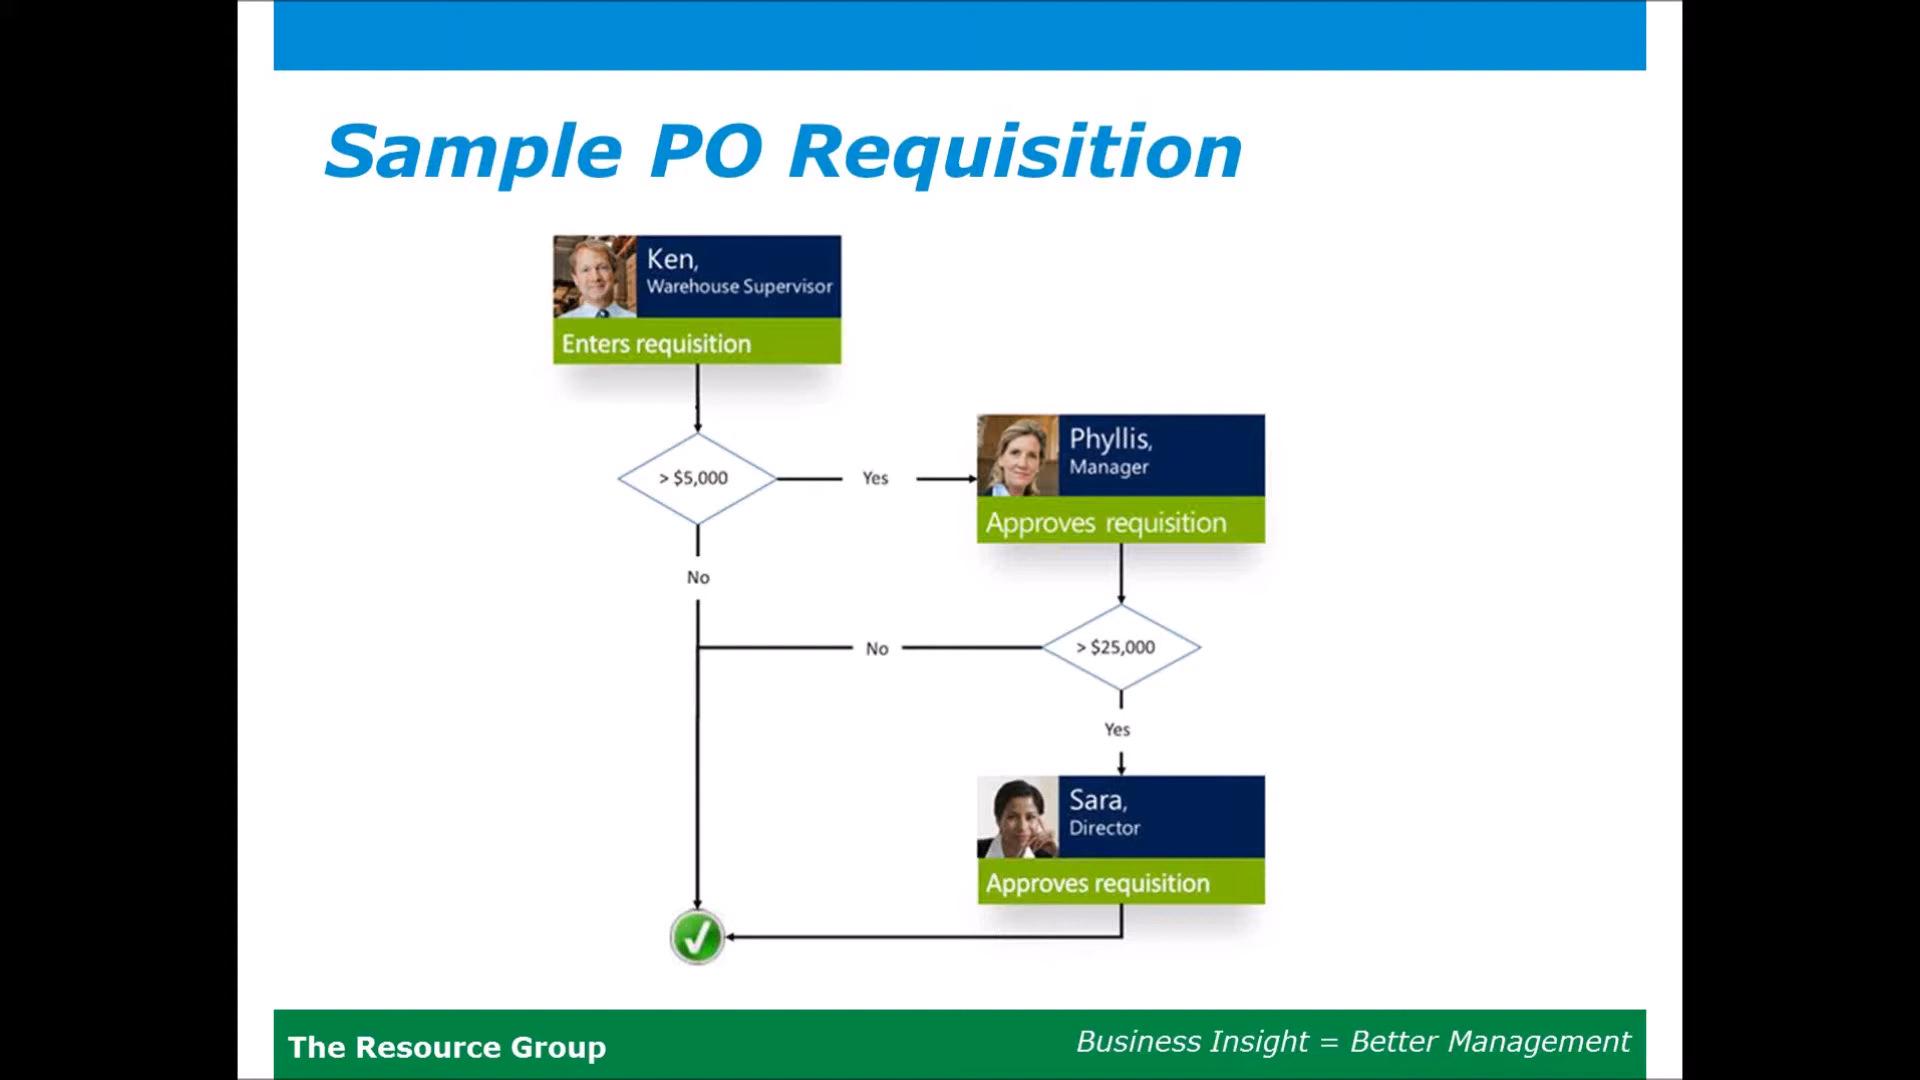 Sample PO Requisition
Ken,
Warehouse Supervisor
Enters requisition
> $5,000
Yes
Phyllis,
Manager
Approves requisition
No
No
> $25,000
Yes
Sara,
Director
Approves requisition
The Resource Group
Business Insight = Better Management